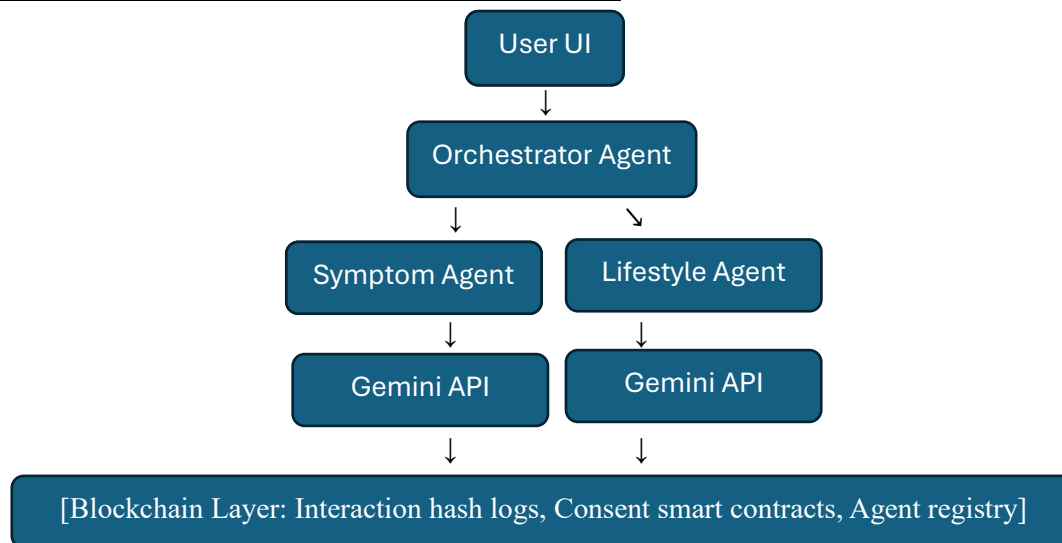 User UI
↓
Orchestrator Agent
↓ ↘
Symptom Agent Lifestyle Agent
↓ ↓
Gemini API Gemini API
↓ ↓
[Blockchain Layer: Interaction hash logs, Consent smart contracts, Agent registry]